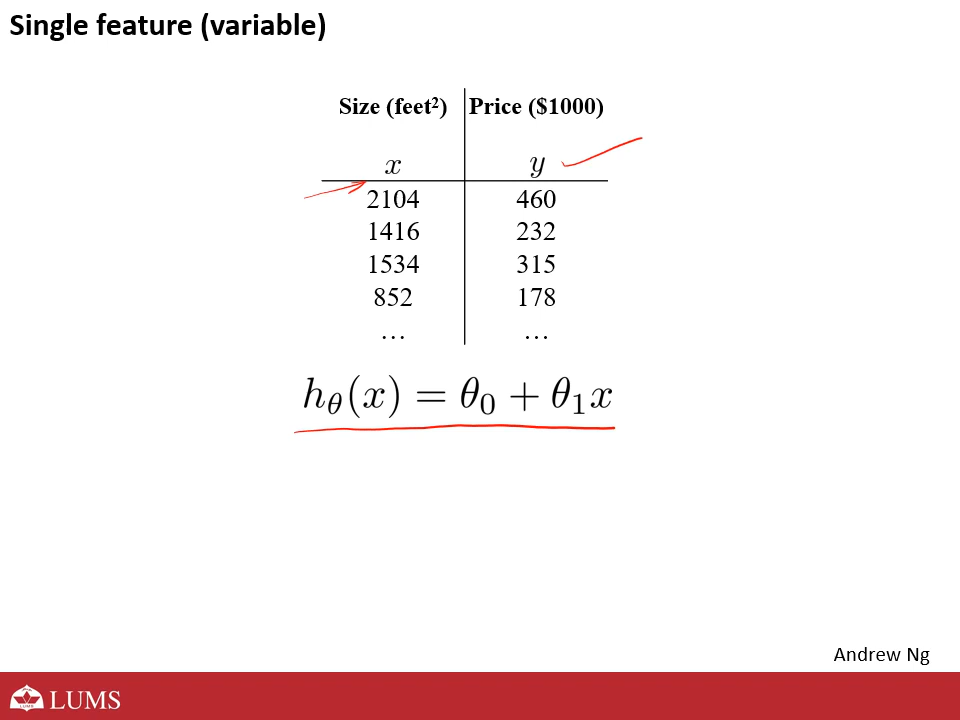 Single feature (variable)
Size (feet²) Price ($1000)
x y
2104 460
1416 232
1534 315
852 178
… …
hθ(x) = θ0 + θ1x
Andrew Ng
LUMS